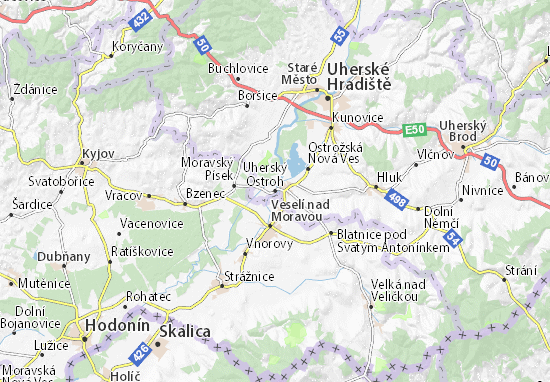 432
50
55
Koryčany
Buchlovice
Staré
Město
Uherské
Hradiště
Ždánice
Boršice
Kunovice
E50
Uherský
Brod
Kyjov
Moravský
Písek
Uherský
Ostroh
Ostrožská
Nová Ves
Vlčnov
50
Svatobořice
Hluk
498
Bánov
Šardice
Vracov
Bzenec
Veselí nad
Moravou
Nivnice
Dolní
Němčí
54
Vacenovice
Blatnice pod
Svatým Antonínkem
Ratíškovice
Vnorovy
Dubňany
Strání
Mutěnice
Strážnice
Velká nad
Veličkou
Rohatec
Dolní
Bojanovice
Hodonín
Skalica
Lužice
426
Holíč
Moravská
Nová Ves